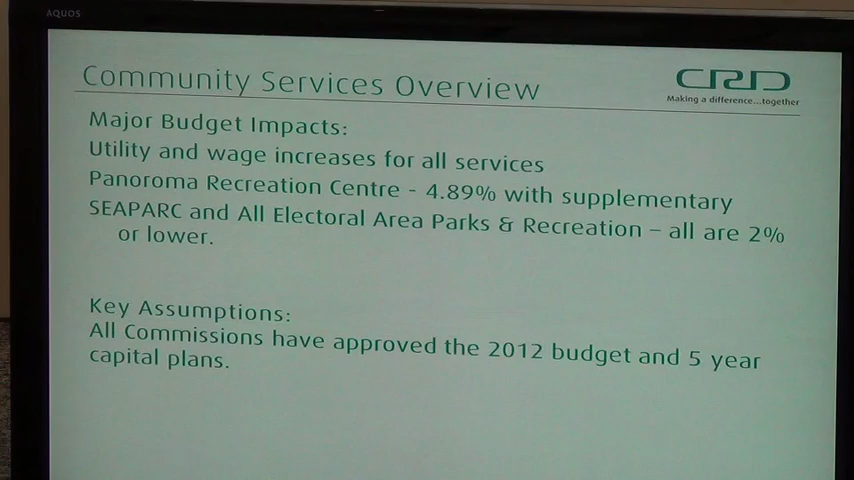 AQUOS
Community Services Overview
CRD
Making a difference...together
Major Budget Impacts:
Utility and wage increases for all services
Panoroma Recreation Centre - 4.89% with supplementary
SEAPARC and All Electoral Area Parks & Recreation – all are 2%
or lower.
Key Assumptions:
All Commissions have approved the 2012 budget and 5 year
capital plans.